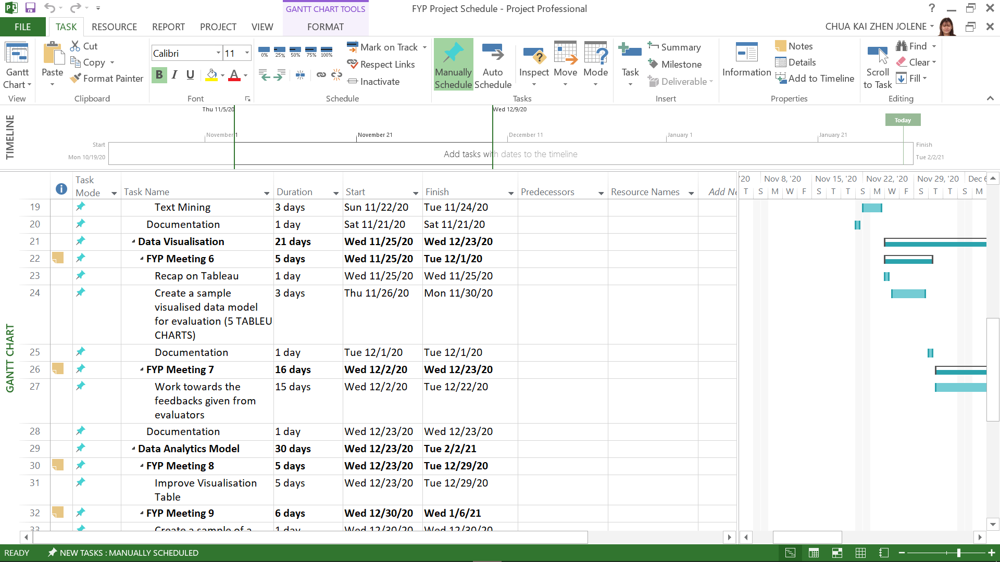 GANTT CHART TOOLS
FYP Project Schedule - Project Professional
?
FILE
TASK
RESOURCE
REPORT
PROJECT
VIEW
FORMAT
CHUA KAI ZHEN JOLENE
Gantt
Chart
View
Paste
Cut
Copy
Format Painter
Clipboard
Calibri
11
B I U A
Font
0% 25% 50% 75% 100%
Mark on Track
Respect Links
Inactivate
Schedule
Manually
Schedule
Auto
Schedule
Inspect
Move
Mode
Tasks
Task
Summary
Milestone
Deliverable
Insert
Information
Notes
Details
Add to Timeline
Properties
Scroll
to Task
Find
Clear
Fill
Editing
TIMELINE
Thu 11/5/20
Wed 12/9/20
Today
November 1
November 21
December 11
January 1
January 21
Start
Mon 10/19/20
Add tasks with dates to the timeline
Finish
Tue 2/2/21
GANTT CHART
Task Mode Task Name Duration Start Finish Predecessors Resource Names Add Ne
'20 Nov 8, '20 Nov 15, '20 Nov 22, '20 Nov 29, '20 Dec 6
T S M W F S T T S M W F S T T S M
19 Text Mining 3 days Sun 11/22/20 Tue 11/24/20
20 Documentation 1 day Sat 11/21/20 Sat 11/21/20
21 Data Visualisation 21 days Wed 11/25/20 Wed 12/23/20
22 FYP Meeting 6 5 days Wed 11/25/20 Tue 12/1/20
23 Recap on Tableau 1 day Wed 11/25/20 Wed 11/25/20
24 Create a sample 3 days Thu 11/26/20 Mon 11/30/20
visualised data model
for evaluation (5 TABLEU
CHARTS)
25 Documentation 1 day Tue 12/1/20 Tue 12/1/20
26 FYP Meeting 7 16 days Wed 12/2/20 Wed 12/23/20
27 Work towards the 15 days Wed 12/2/20 Tue 12/22/20
feedbacks given from
evaluators
28 Documentation 1 day Wed 12/23/20 Wed 12/23/20
29 Data Analytics Model 30 days Wed 12/23/20 Tue 2/2/21
30 FYP Meeting 8 5 days Wed 12/23/20 Tue 12/29/20
31 Improve Visualisation 5 days Wed 12/23/20 Tue 12/29/20
Table
32 FYP Meeting 9 6 days Wed 12/30/20 Wed 1/6/21
33 Create a sample of a 1 day Wed 12/30/20 Wed 12/30/20
READY
NEW TASKS : MANUALLY SCHEDULED